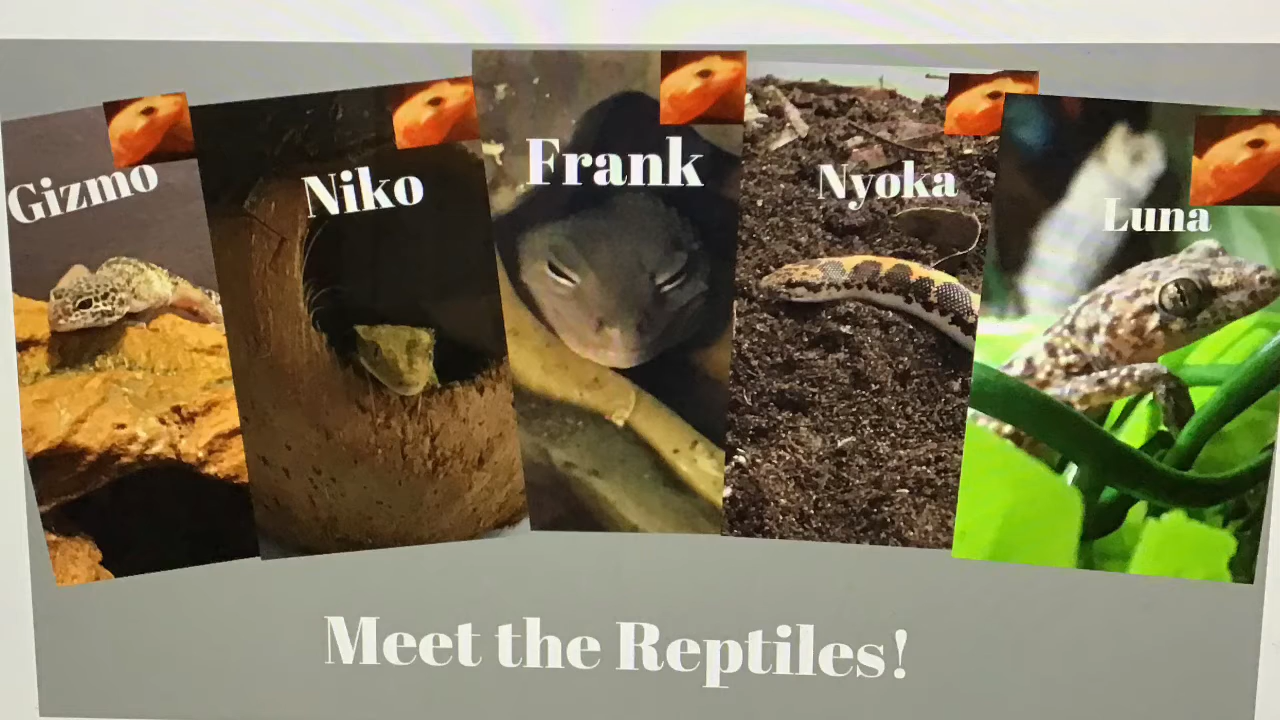 Gizmo
Niko
Frank
Nyoka
Luna
Meet the Reptiles!